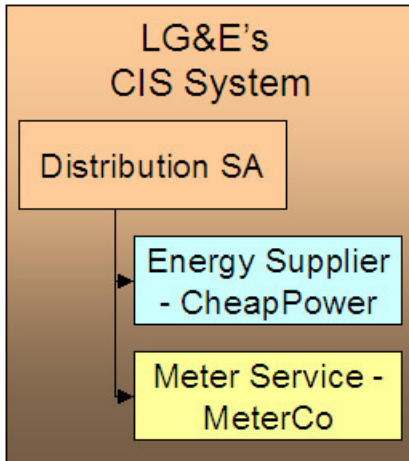 LG&E's
CIS System
Distribution SA
Energy Supplier
- CheapPower
Meter Service -
MeterCo